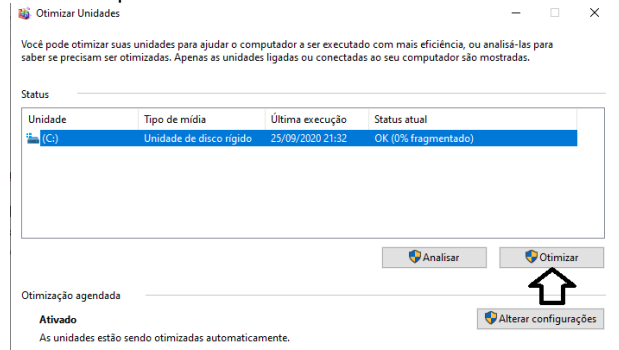 Otimizar Unidades
Você pode otimizar suas unidades para ajudar o computador a ser executado com mais eficiência, ou analisá-las para
saber se precisam ser otimizadas. Apenas as unidades ligadas ou conectadas ao seu computador são mostradas.
Status
Unidade Tipo de mídia Última execução Status atual
(C:) Unidade de disco rígido 25/09/2020 21:32 OK (0% fragmentado)
Analisar Otimizar
Otimização agendada
Ativado Alterar configurações
As unidades estão sendo otimizadas automaticamente.